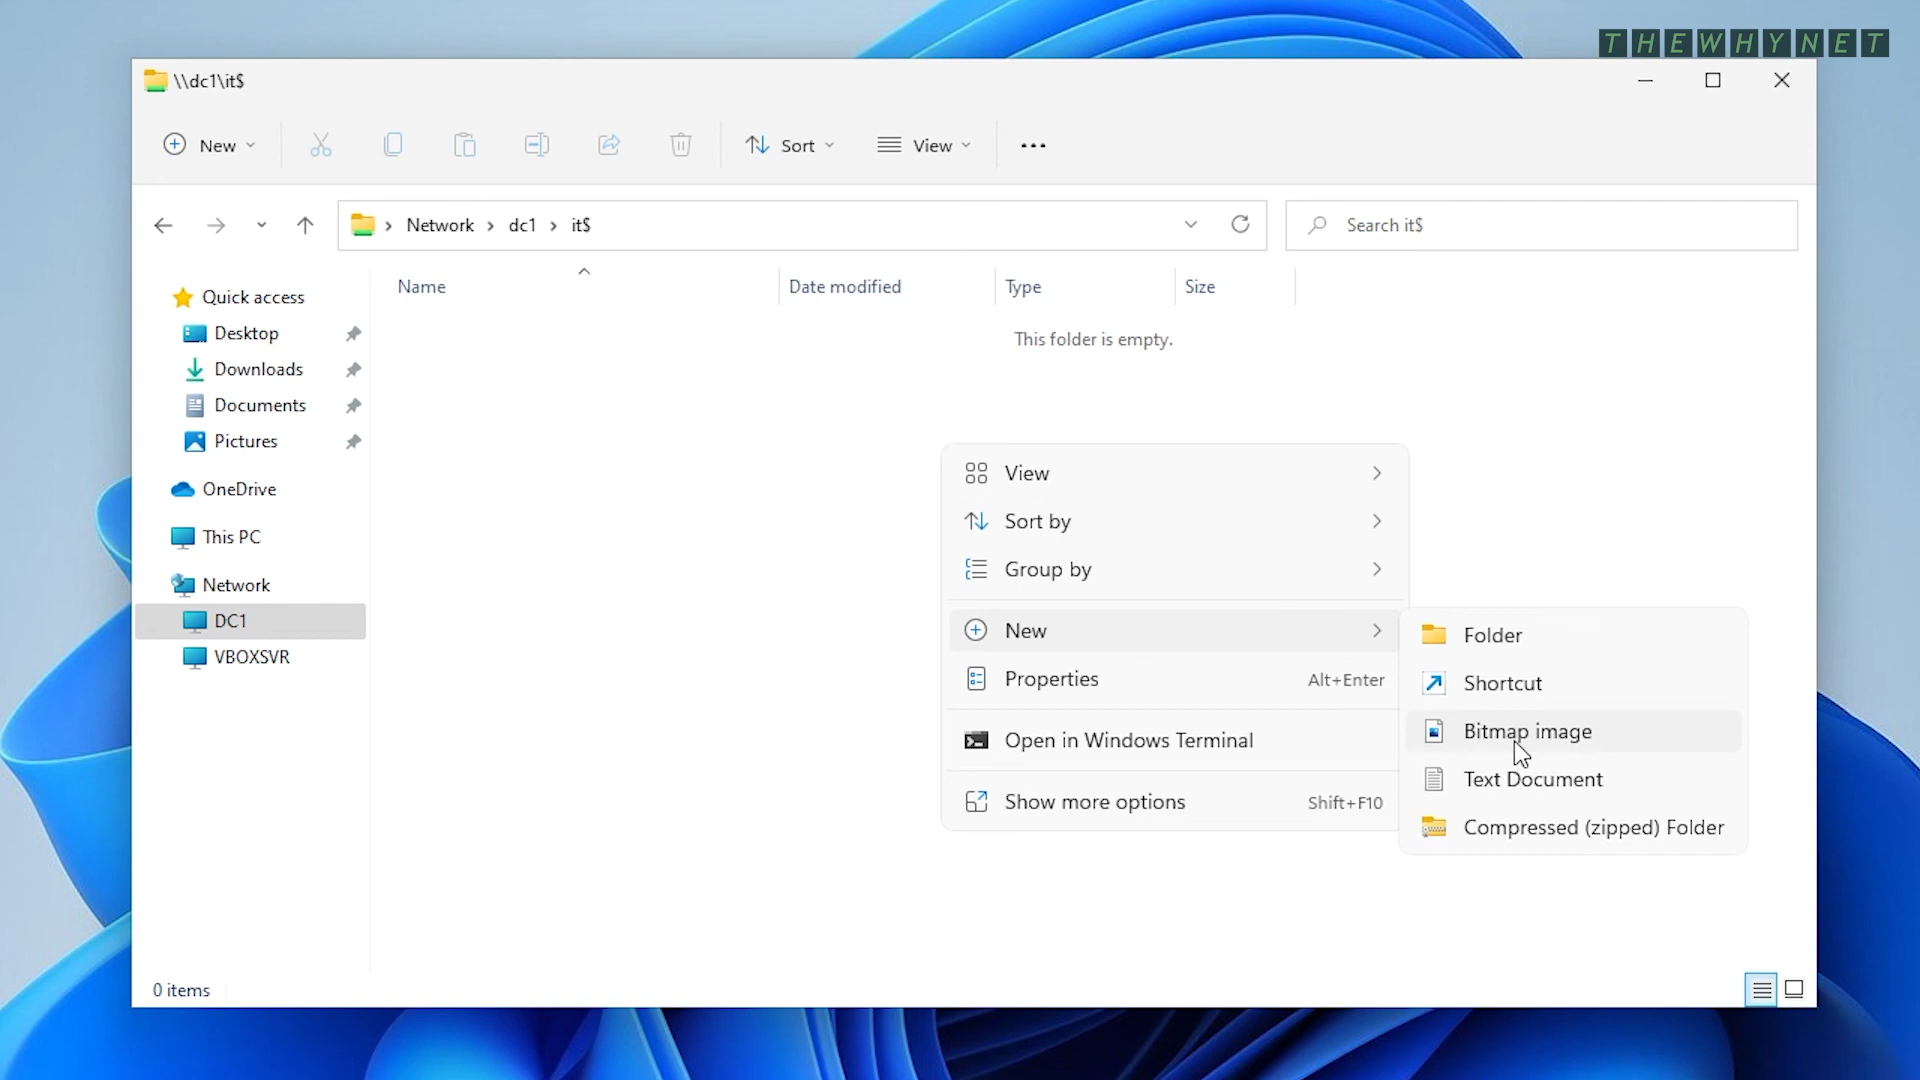 THEWHYNET
\\dc1\it$
New
Sort
View
Network
dc1
it$
Search it$
Name
Date modified
Type
Size
This folder is empty.
Quick access
Desktop
Downloads
Documents
Pictures
OneDrive
This PC
Network
DC1
VBOXSVR
View
Sort by
Group by
New
Properties Alt+Enter
Open in Windows Terminal
Show more options Shift+F10
Folder
Shortcut
Bitmap image
Text Document
Compressed (zipped) Folder
0 items